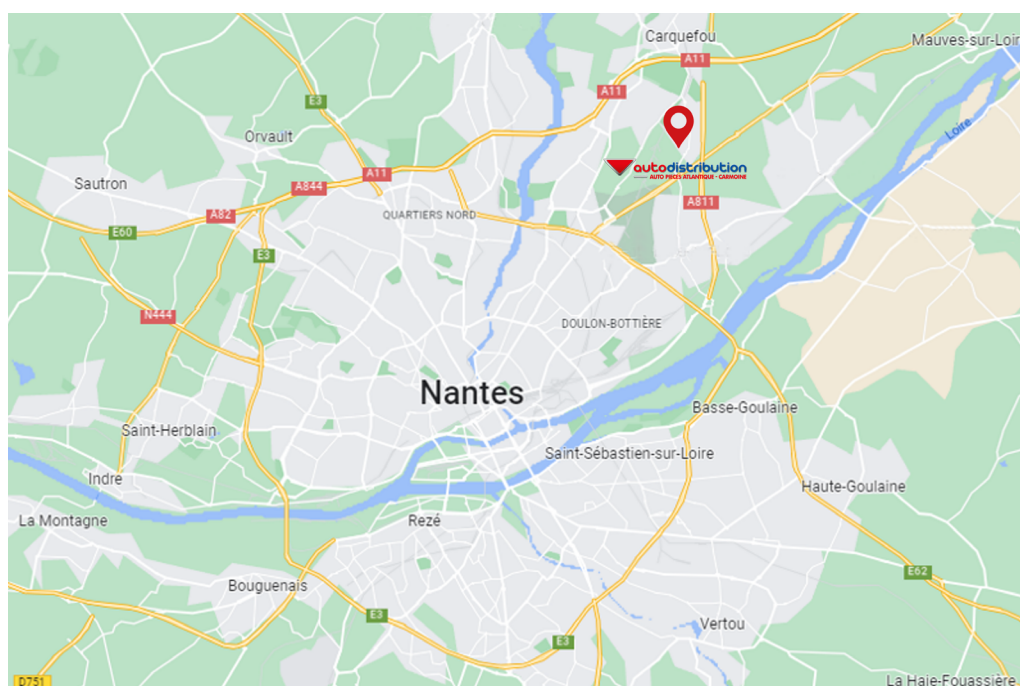 Carquefou
Mauves-sur-Loir
A11
A11
E3
Loire
Orvault
autodistribution
AUTO PIECES ATLANTIQUE - CARMOINE
A11
Sautron
A844
A811
A82
QUARTIERS NORD
E60
E3
N444
DOULON-BOTTIÈRE
Nantes
Basse-Goulaine
Saint-Herblain
Saint-Sébastien-sur-Loire
Indre
Haute-Goulaine
La Montagne
Rezé
E62
Bouguenais
E3
Vertou
E3
D751
La Haie-Fouassière